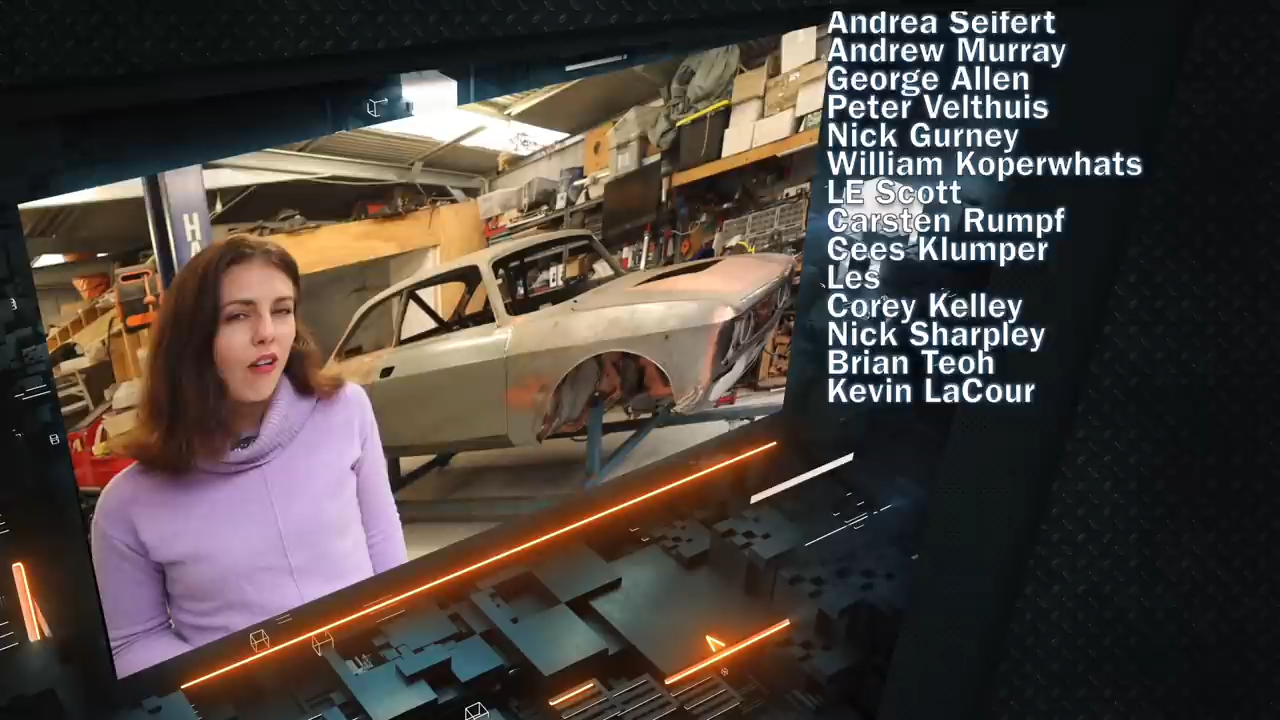 HA
Andrea Seifert
Andrew Murray
George Allen
Peter Velthuis
Nick Gurney
William Koperwhats
LE Scott
Carsten Rumpf
Cees Klumper
Les
Corey Kelley
Nick Sharpley
Brian Teoh
Kevin LaCour